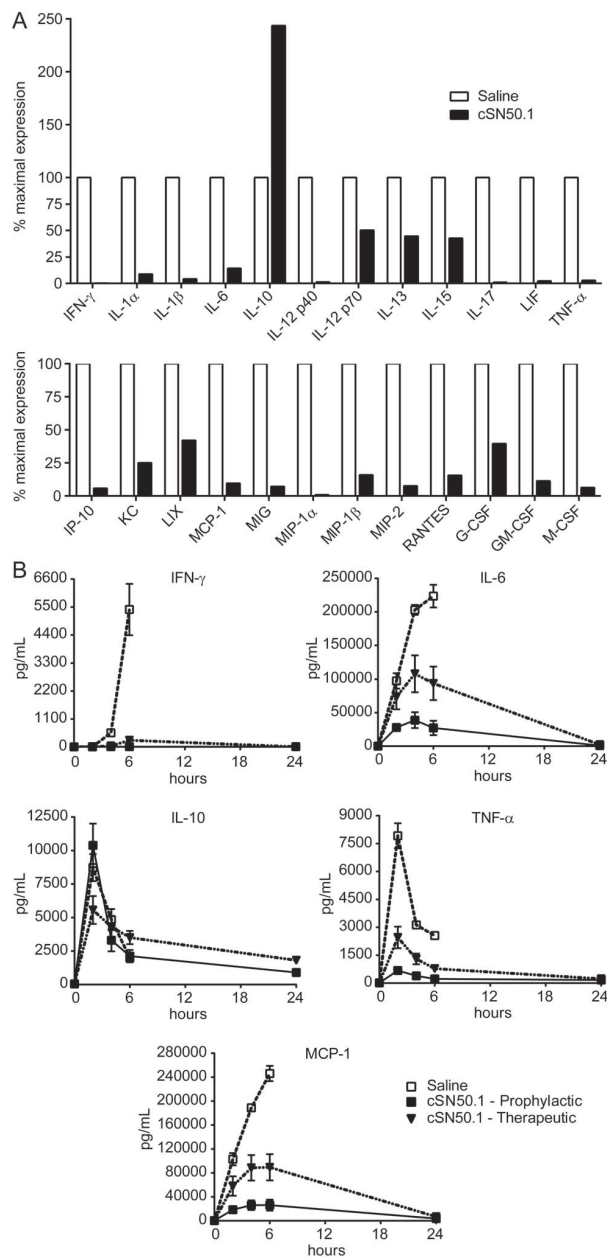 A
250
200
150
100
75
50
25
0
% maximal expression
Saline
cSN50.1
IFN-γ IL-1α IL-1β IL-6 IL-10 IL-12 p40 IL-12 p70 IL-13 IL-15 IL-17 LIF TNF-α
100
75
50
25
0
% maximal expression
IP-10 KC LIX MCP-1 MIG MIP-1α MIP-1β MIP-2 RANTES G-CSF GM-CSF M-CSF
B
IFN-γ
6600
5500
4400
3300
2200
1100
0
pg/mL
0 6 12 18 24
hours
IL-6
250000
200000
150000
100000
50000
0
pg/mL
0 6 12 18 24
hours
IL-10
12500
10000
7500
5000
2500
0
pg/mL
0 6 12 18 24
hours
TNF-α
9000
7500
6000
4500
3000
1500
0
pg/mL
0 6 12 18 24
hours
MCP-1
280000
240000
200000
160000
120000
80000
40000
0
pg/mL
0 6 12 18 24
hours
Saline
cSN50.1 - Prophylactic
cSN50.1 - Therapeutic